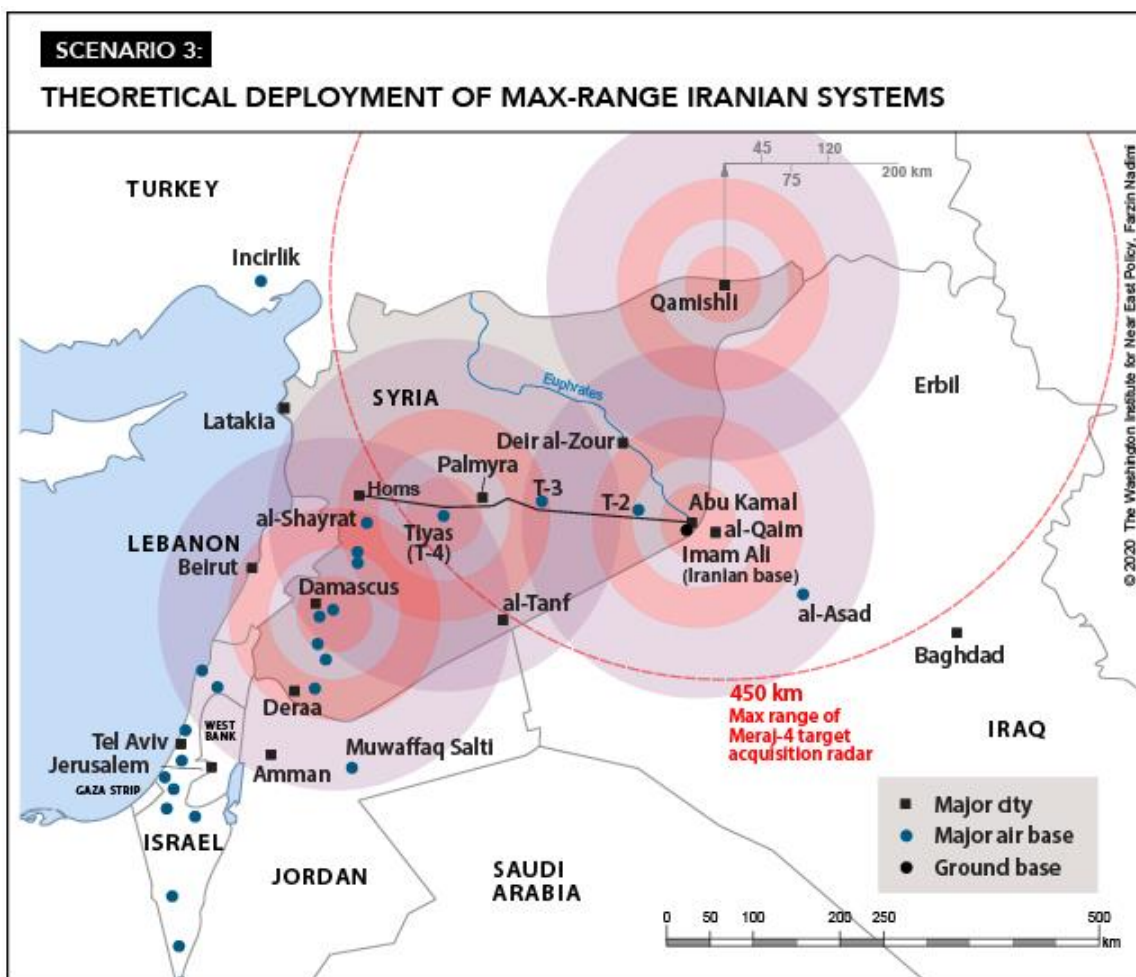 SCENARIO 3:
THEORETICAL DEPLOYMENT OF MAX-RANGE IRANIAN SYSTEMS
45 120
75 200 km
TURKEY
Incirlik
Qamishli
Erbil
Euphrates
SYRIA
Latakia
Deir al-Zour
Palmyra
T-3
Homs
T-2
Abu Kamal
al-Shayrat
Tiyas
(T-4)
al-Qaim
LEBANON
Imam Ali
(Iranian base)
Beirut
Damascus
al-Tanf
al-Asad
Baghdad
Deraa
450 km
Max range of
Meraj-4 target
acquisition radar
IRAQ
WEST
BANK
Tel Aviv
Muwaffaq Salti
Jerusalem
Amman
GAZA STRIP
ISRAEL
JORDAN
SAUDI
ARABIA
Major city
Major air base
Ground base
0 50 100 200 250 500
km
© 2020 The Washington Institute for Near East Policy, Farzin Nadimi